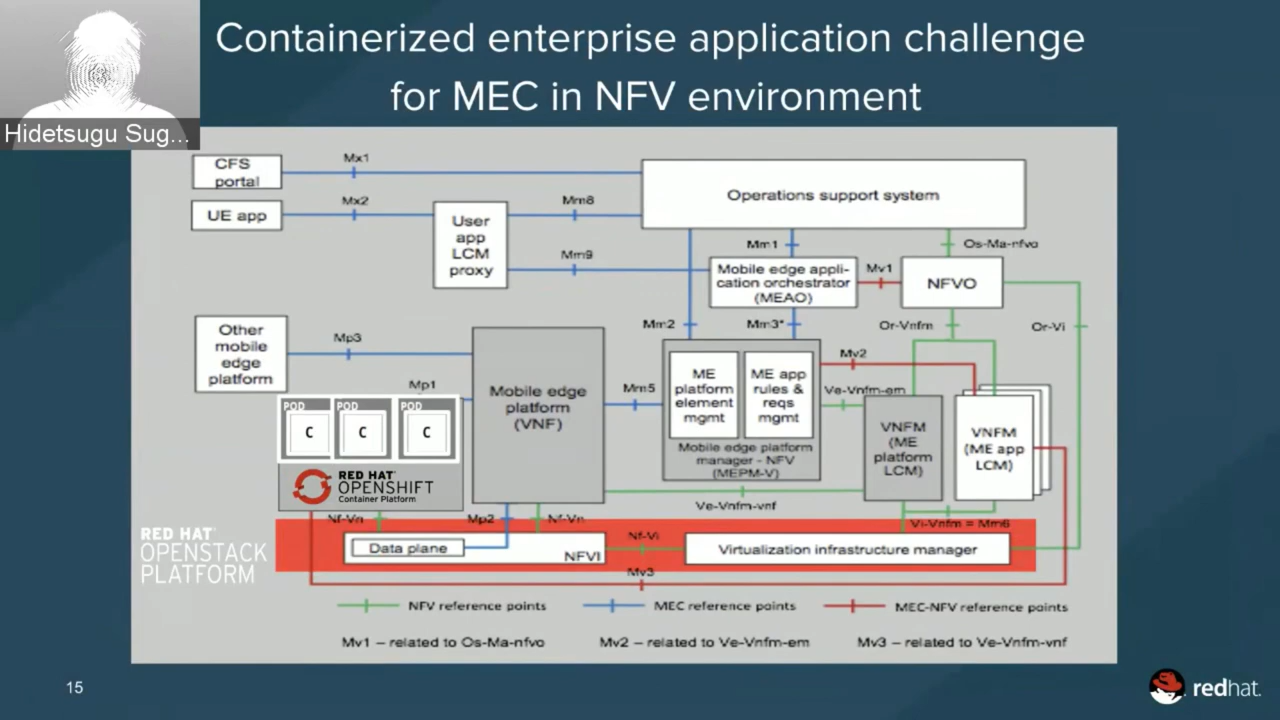 Containerized enterprise application challenge
for MEC in NFV environment
Hidetsugu Sug...
CFS
portal
Mx1
Operations support system
UE app
Mx2
User
app
LCM
proxy
Mm8
Mm9
Mm1
Os-Ma-nfvo
Mobile edge appli-
cation orchestrator
(MEAO)
Mv1
NFVO
Other
mobile
edge
platform
Mp3
Mm2
Mm3*
Or-Vnfm
Or-Vi
Mp1
Mobile edge
platform
(VNF)
Mm5
ME
platform
element
mgmt
ME app
rules &
reqs
mgmt
Mobile edge platform
manager - NFV
(MEPM-V)
Mv2
Ve-Vnfm-em
VNFM
(ME
platform
LCM)
VNFM
(ME app
LCM)
POD
C
POD
C
POD
C
RED HAT
OPENSHIFT
Container Platform
Ve-Vnfm-vnf
Nf-Vn
Mp2
Nf-Vn
Vi-Vnfm = Mm6
RED HAT
OPENSTACK
PLATFORM
Data plane
NFVI
Nf-Vi
Virtualization infrastructure manager
Mv3
NFV reference points
MEC reference points
MEC-NFV reference points
Mv1 – related to Os-Ma-nfvo
Mv2 – related to Ve-Vnfm-em
Mv3 – related to Ve-Vnfm-vnf
15
redhat.